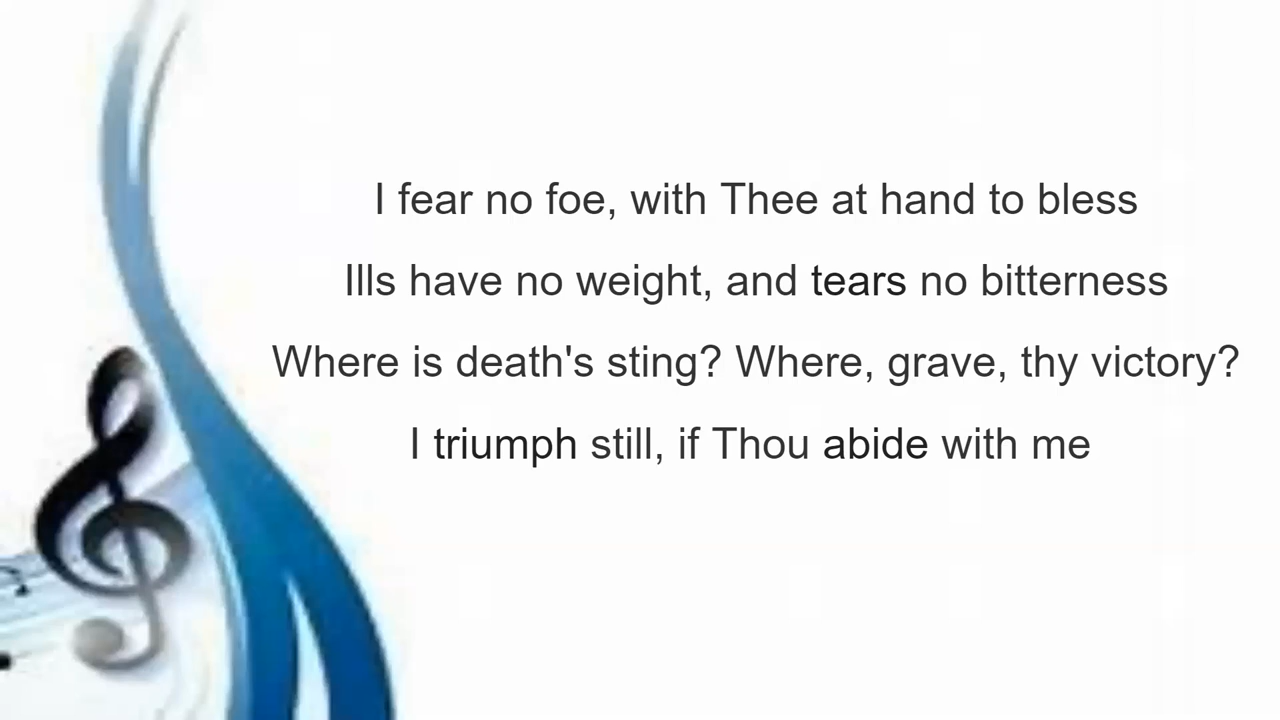 I fear no foe, with Thee at hand to bless
Ills have no weight, and tears no bitterness
Where is death's sting? Where, grave, thy victory?
I triumph still, if Thou abide with me